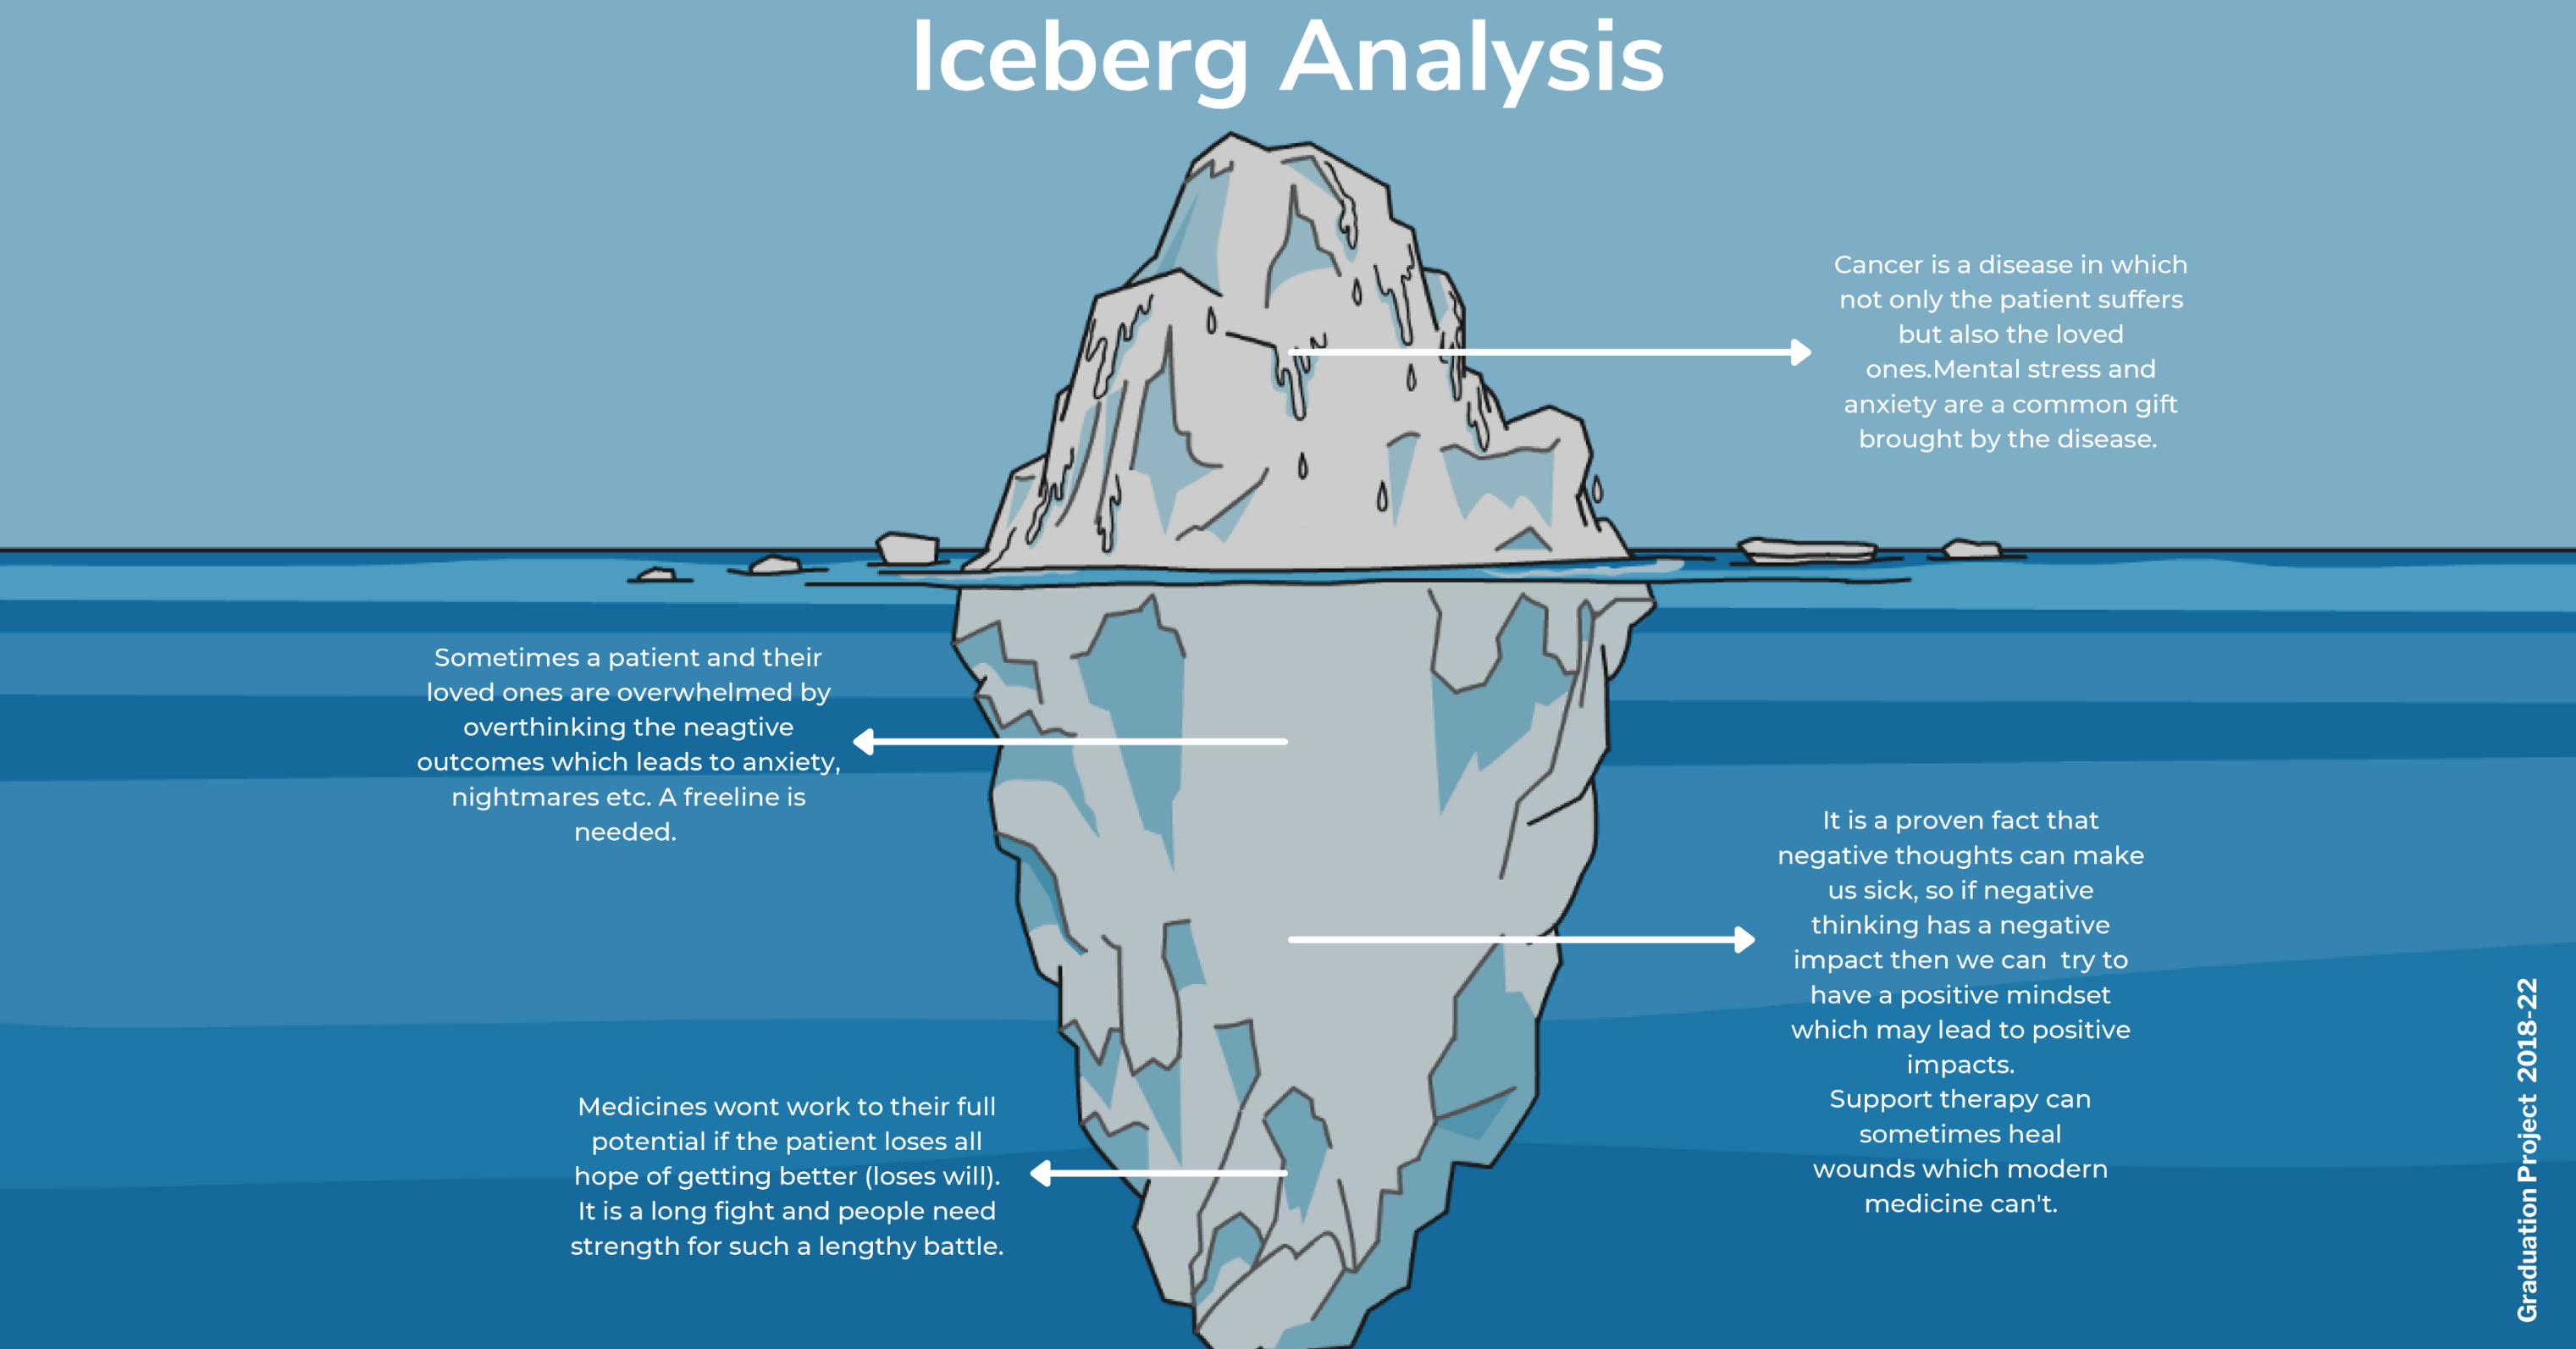 Iceberg Analysis
Cancer is a disease in which
not only the patient suffers
but also the loved
ones.Mental stress and
anxiety are a common gift
brought by the disease.
Sometimes a patient and their
loved ones are overwhelmed by
overthinking the neagtive
outcomes which leads to anxiety,
nightmares etc. A freeline is
needed.
It is a proven fact that
negative thoughts can make
us sick, so if negative
thinking has a negative
impact then we can  try to
have a positive mindset
which may lead to positive
impacts.
Support therapy can
sometimes heal
wounds which modern
medicine can't.
Medicines wont work to their full
potential if the patient loses all
hope of getting better (loses will).
It is a long fight and people need
strength for such a lengthy battle.
Graduation Project 2018-22